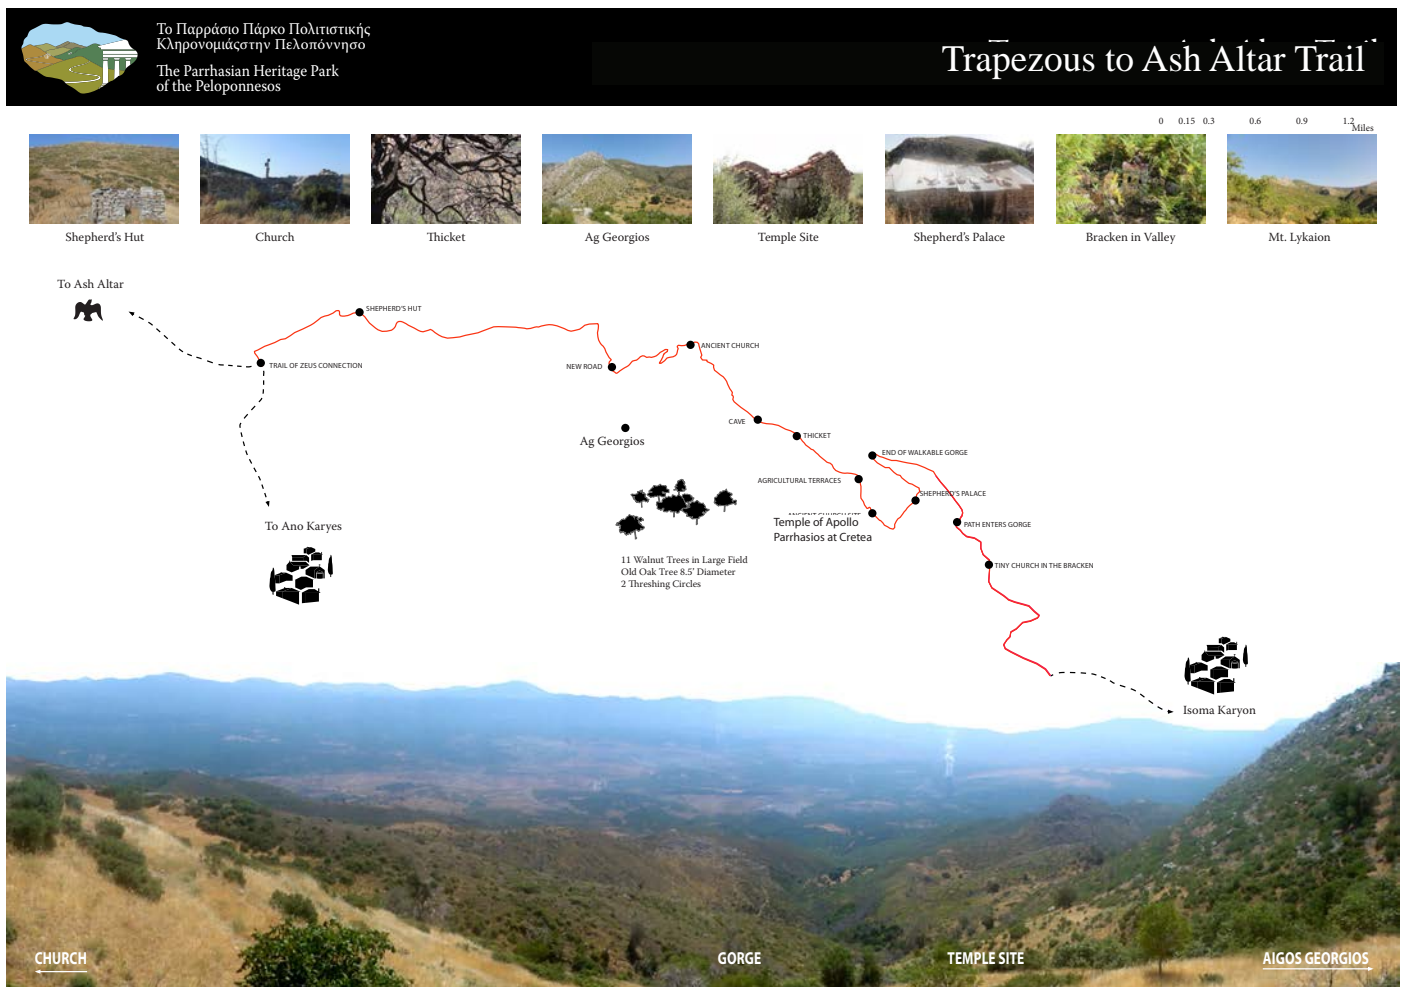 Το Παρράσιο Πάρκο Πολιτιστικής
Κληρονομιάςστην Πελοπόννησο
The Parrhasian Heritage Park
of the Peloponnesos
Trapezous to Ash Altar Trail
0 0.15 0.3 0.6 0.9 1.2
Miles
Shepherd's Hut
Church
Thicket
Ag Georgios
Temple Site
Shepherd's Palace
Bracken in Valley
Mt. Lykaion
To Ash Altar
SHEPHERD'S HUT
TRAIL OF ZEUS CONNECTION
NEW ROAD
ANCIENT CHURCH
CAVE
THICKET
Ag Georgios
END OF WALKABLE GORGE
AGRICULTURAL TERRACES
SHEPHERD'S PALACE
ANCIENT CHURCH SITE
Temple of Apollo
Parrhasios at Cretea
PATH ENTERS GORGE
To Ano Karyes
11 Walnut Trees in Large Field
Old Oak Tree 8.5' Diameter
2 Threshing Circles
TINY CHURCH IN THE BRACKEN
Isoma Karyon
CHURCH
GORGE
TEMPLE SITE
AIGOS GEORGIOS